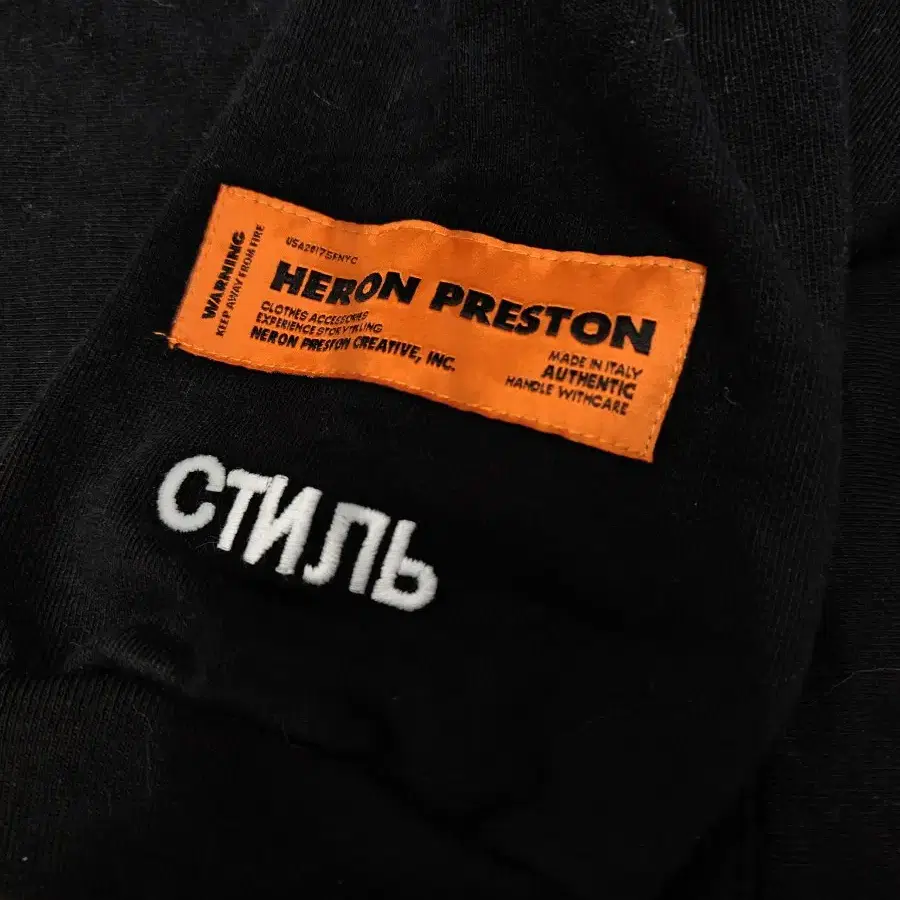 WARNING
KEEP AWAY FROM FIRE
USA2017SFNYC
HERON PRESTON
CLOTHES ACCESSORIES
EXPERIENCE STORYTELLING
HERON PRESTON CREATIVE, INC.
MADE IN ITALY
AUTHENTIC
HANDLE WITHCARE
СТИЛЬ